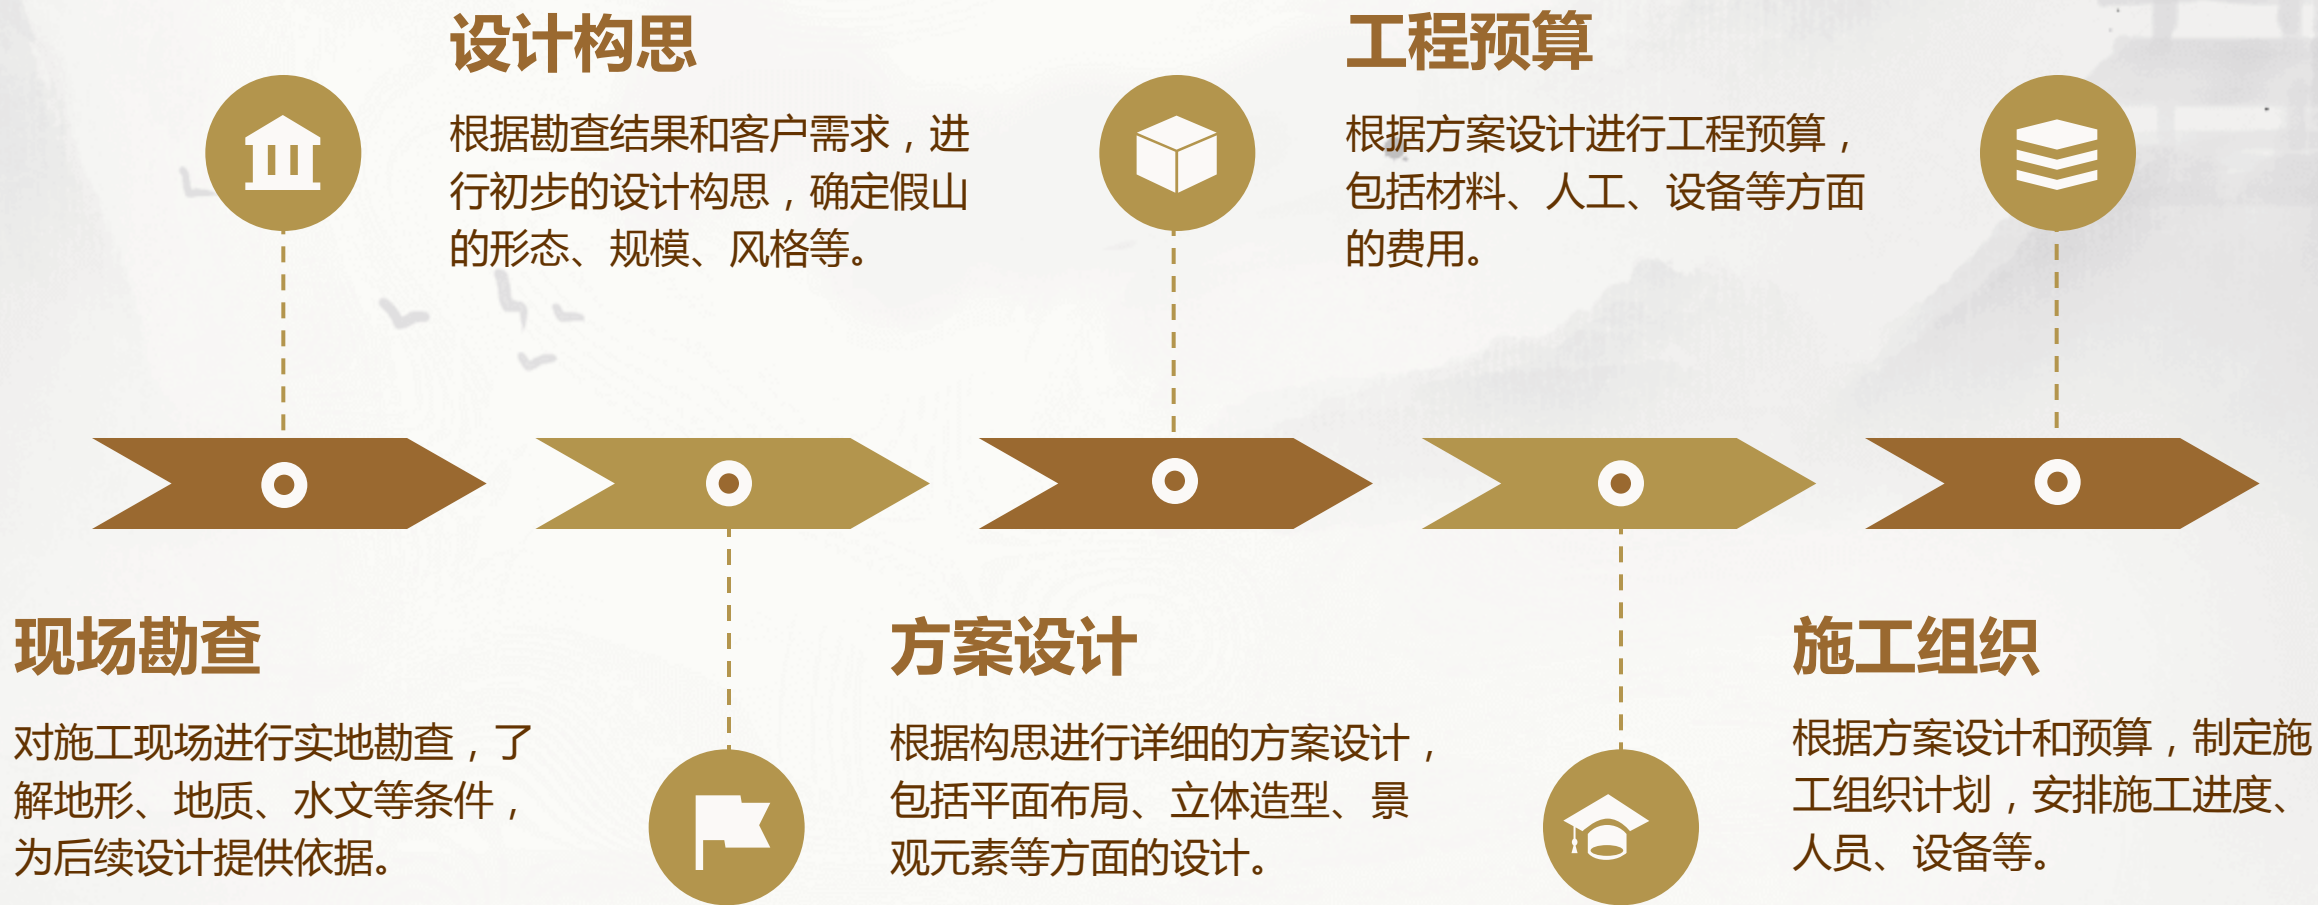 现场勘查
对施工现场进行实地勘查，了
解地形、地质、水文等条件，
为后续设计提供依据。
设计构思
根据勘查结果和客户需求，进
行初步的设计构思，确定假山
的形态、规模、风格等。
方案设计
根据构思进行详细的方案设计，
包括平面布局、立体造型、景
观元素等方面的设计。
工程预算
根据方案设计进行工程预算，
包括材料、人工、设备等方面
的费用。
施工组织
根据方案设计和预算，制定施
工组织计划，安排施工进度、
人员、设备等。